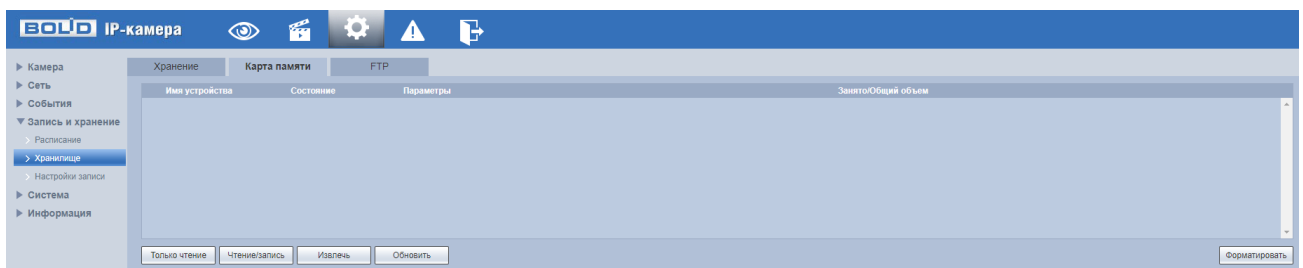 BOLID IP-камера
Камера
Сеть
События
Запись и хранение
Расписание
Хранилище
Настройки записи
Система
Информация
Хранение Карта памяти FTP
Имя устройства Состояние Параметры Занято/Общий объем
Только чтение Чтение/запись Извлечь Обновить Форматировать